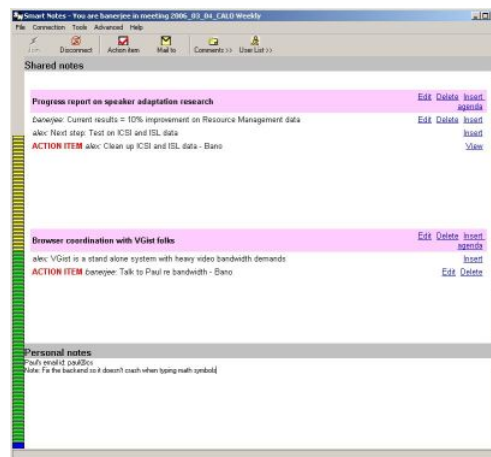 Smart Notes - You are banerjee in meeting 2006_03_04_CALO Weekly
File Connection Tools Advanced Help
Disconnect Action item Mail to Comments >> User List >>
Shared notes
Progress report on speaker adaptation research Edit Delete Insert agenda
banerjee: Current results = 10% improvement on Resource Management data Edit Delete Insert
alex: Next step: Test on ICSI and ISL data Insert
ACTION ITEM alex: Clean up ICSI and ISL data - Bano View
Browser coordination with VGist folks Edit Delete Insert agenda
alex: VGist is a stand alone system with heavy video bandwidth demands Insert
ACTION ITEM banerjee: Talk to Paul re bandwidth - Bano Edit Delete
Personal notes
Paul's email id: paul@cs
Note: Fix the backend so it doesn't crash when typing math symbols